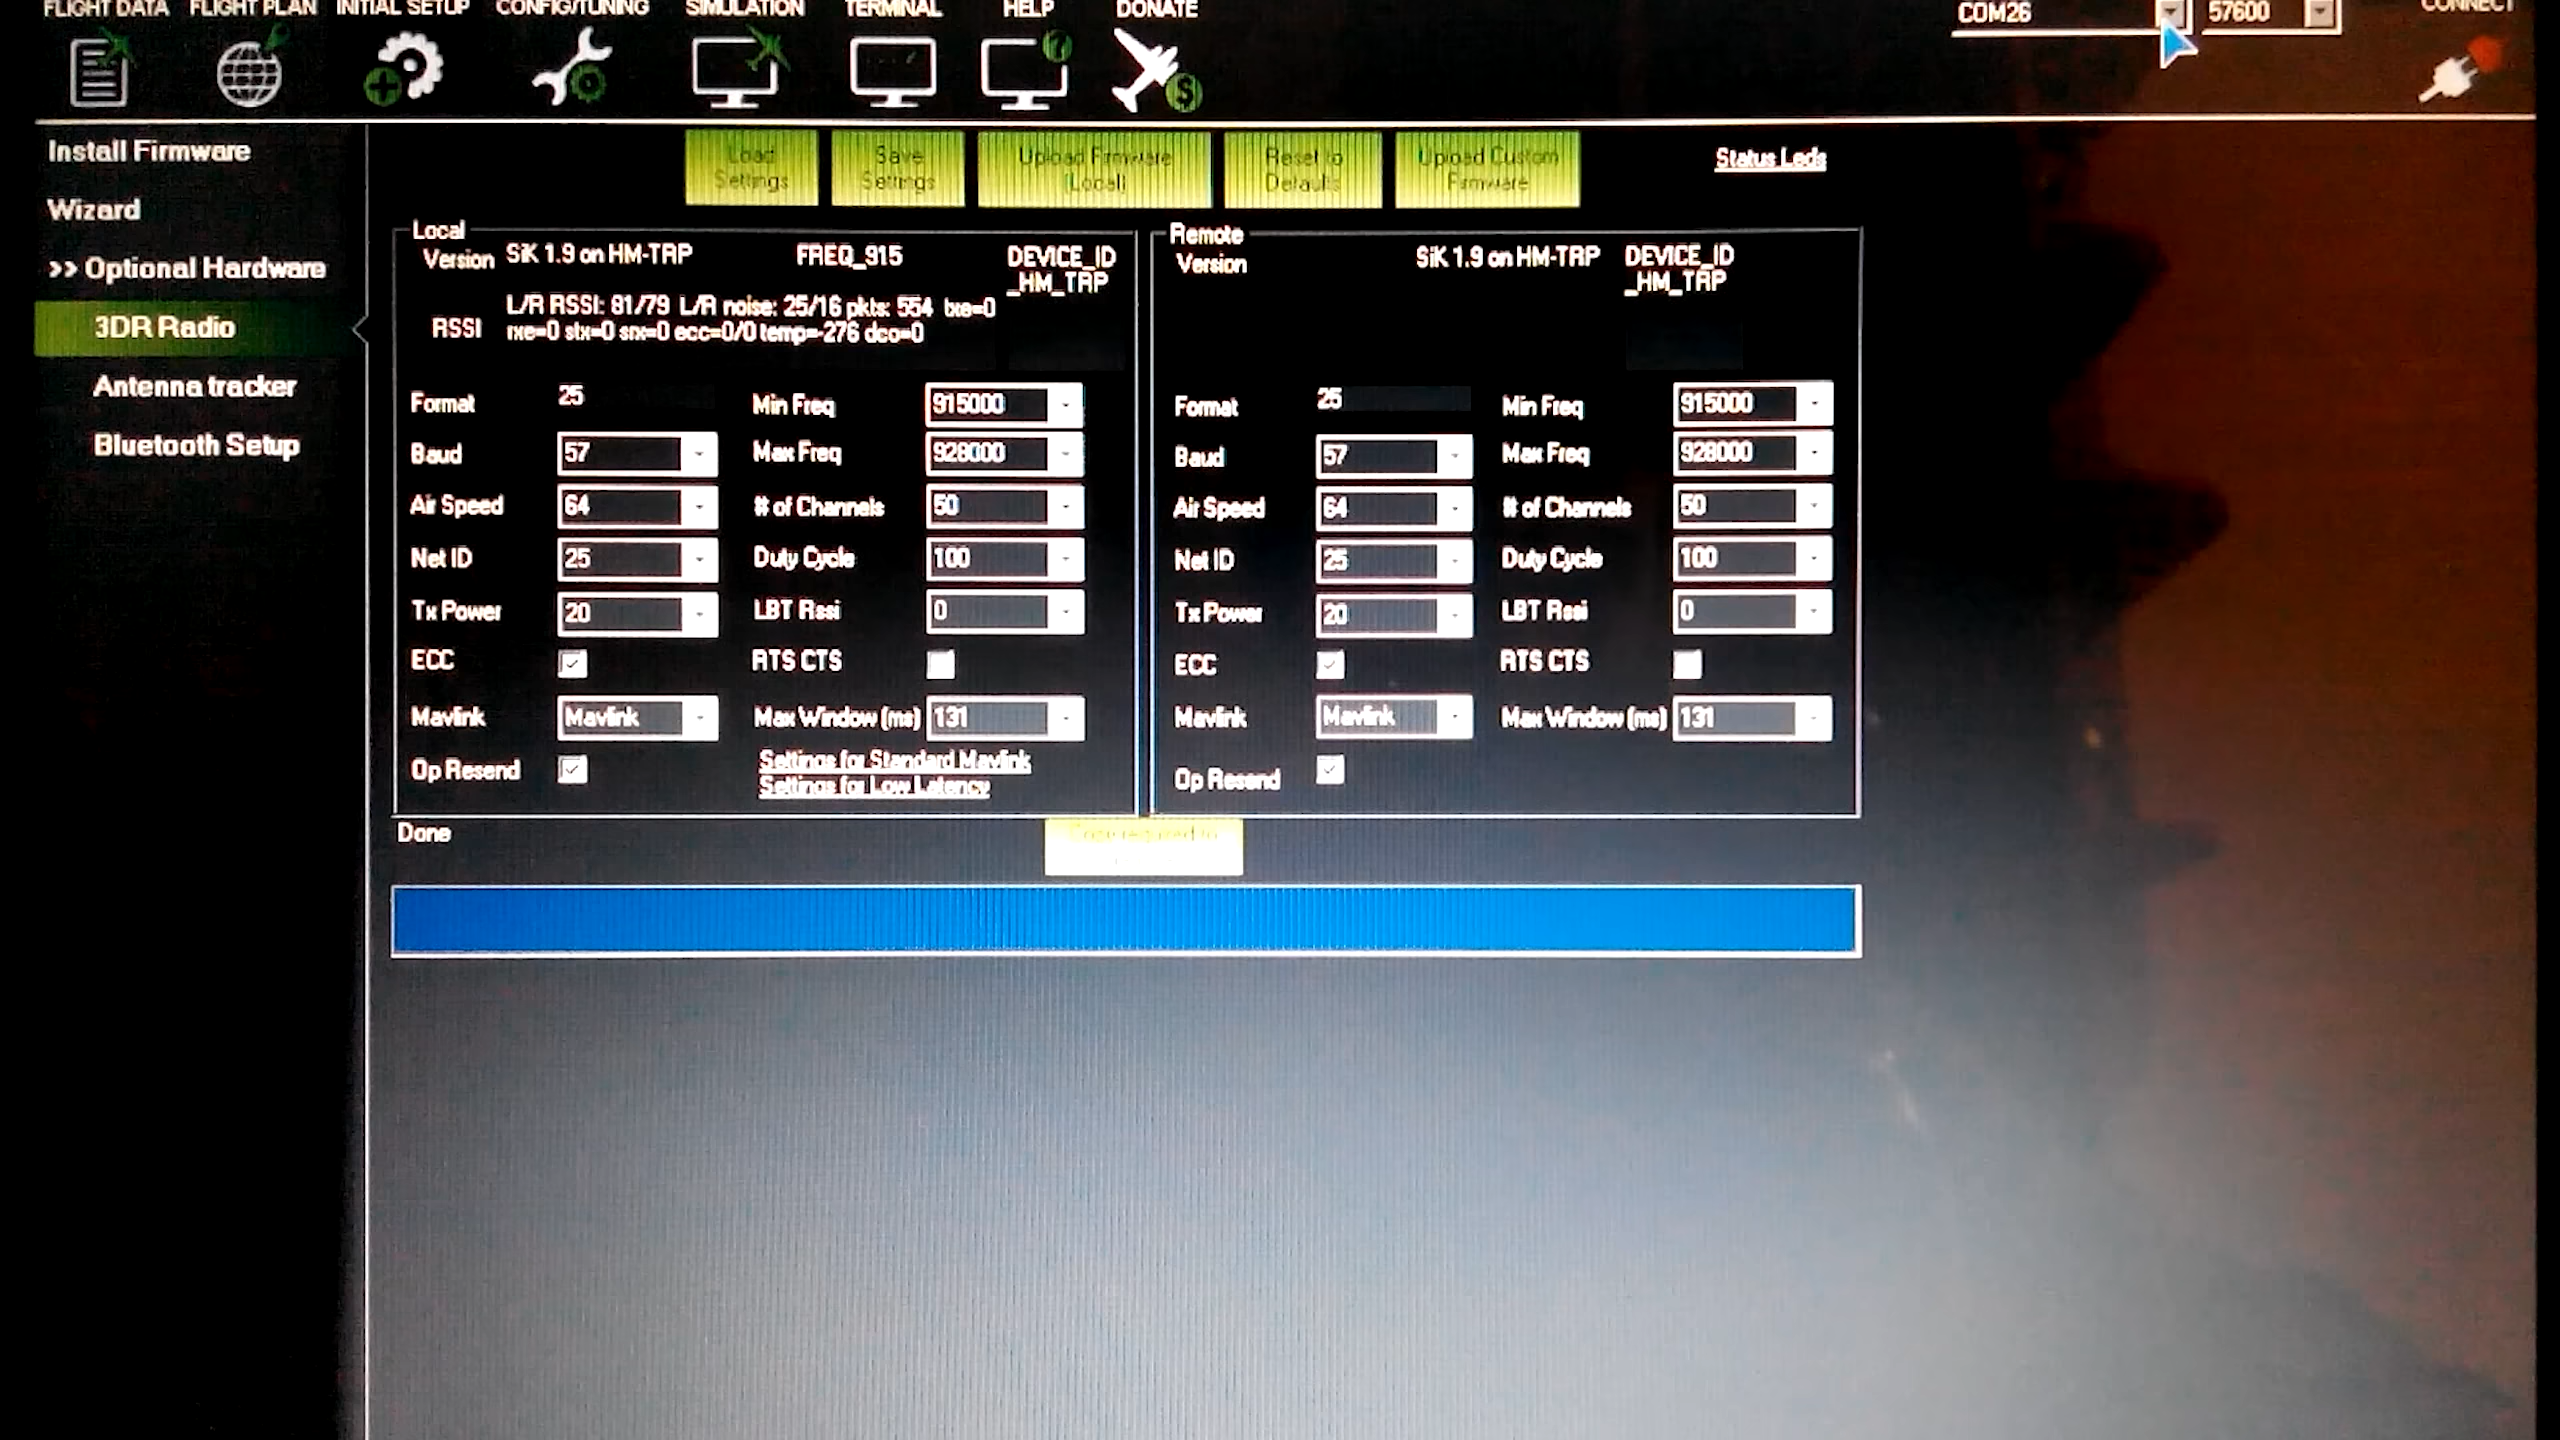 FLIGHT DATA FLIGHT PLAN INITIAL SETUP CONFIG/TUNING SIMULATION TERMINAL HELP DONATE
COM26 57600 CONNECT
Install Firmware
Wizard
>> Optional Hardware
3DR Radio
Antenna tracker
Bluetooth Setup
Load
Settings
Save
Settings
Upload Firmware
(Local)
Reset to
Defaults
Upload Custom
Firmware
Status Leds
Local
Version SiK 1.9 on HM-TRP FREQ_915 DEVICE_ID
_HM_TRP
RSSI L/R RSSI: 81/79 L/R noise: 25/16 pkts: 554 txe=0
rxe=0 stx=0 srx=0 ecc=0/0 temp=-276 dco=0
Format 25 Min Freq 915000
Baud 57 Max Freq 928000
Air Speed 64 # of Channels 50
Net ID 25 Duty Cycle 100
Tx Power 20 LBT Rssi 0
ECC RTS CTS
Mavlink Mavlink Max Window (ms) 131
Op Resend Settings for Standard Mavlink
Settings for Low Latency
Remote
Version SiK 1.9 on HM-TRP DEVICE_ID
_HM_TRP
Format 25 Min Freq 915000
Baud 57 Max Freq 928000
Air Speed 64 # of Channels 50
Net ID 25 Duty Cycle 100
Tx Power 20 LBT Rssi 0
ECC RTS CTS
Mavlink Mavlink Max Window (ms) 131
Op Resend
Done